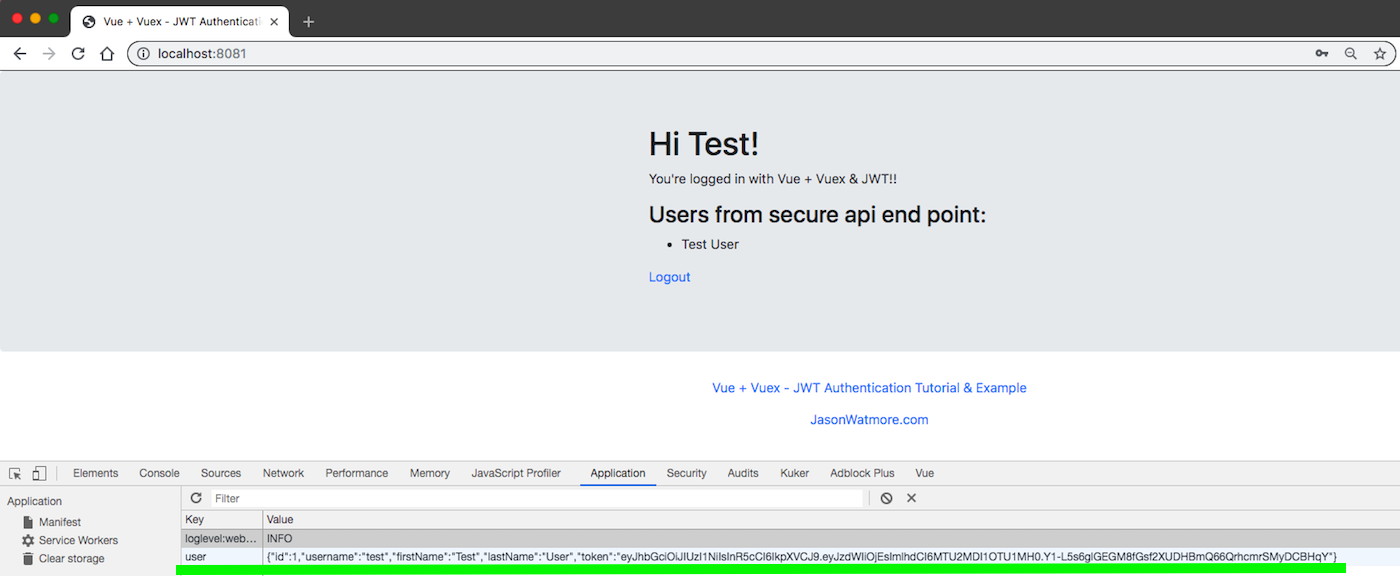 Vue + Vuex - JWT Authenticati
localhost:8081
Hi Test!
You're logged in with Vue + Vuex & JWT!!
Users from secure api end point:
• Test User
Logout
Vue + Vuex - JWT Authentication Tutorial & Example
JasonWatmore.com
Elements Console Sources Network Performance Memory JavaScript Profiler Application Security Audits Kuker Adblock Plus Vue
Application
Manifest
Service Workers
Clear storage
Filter
Key Value
loglevel:web... INFO
user {"id":1,"username":"test","firstName":"Test","lastName":"User","token":"eyJhbGciOiJIUzI1NiIsInR5cCI6IkpXVCJ9.eyJzdWIiOjEsImlhdCI6MTU2MDI1OTU1MH0.Y1-L5s6glGEGM8fGsf2XUDHBmQ66QrhcmrSMyDCBHqY"}